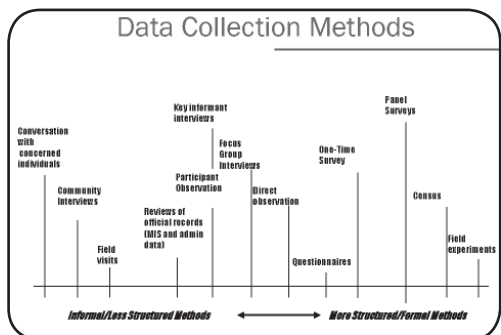 Data Collection Methods
Conversation
with
concerned
individuals
Community
Interviews
Field
visits
Reviews of
official records
(MIS and admin
data)
Key informant
interviews
Participant
Observation
Focus
Group
Interviews
Direct
observation
Questionnaires
One-Time
Survey
Panel
Surveys
Census
Field
experiments
Informal/Less Structured Methods
More Structured/Formal Methods